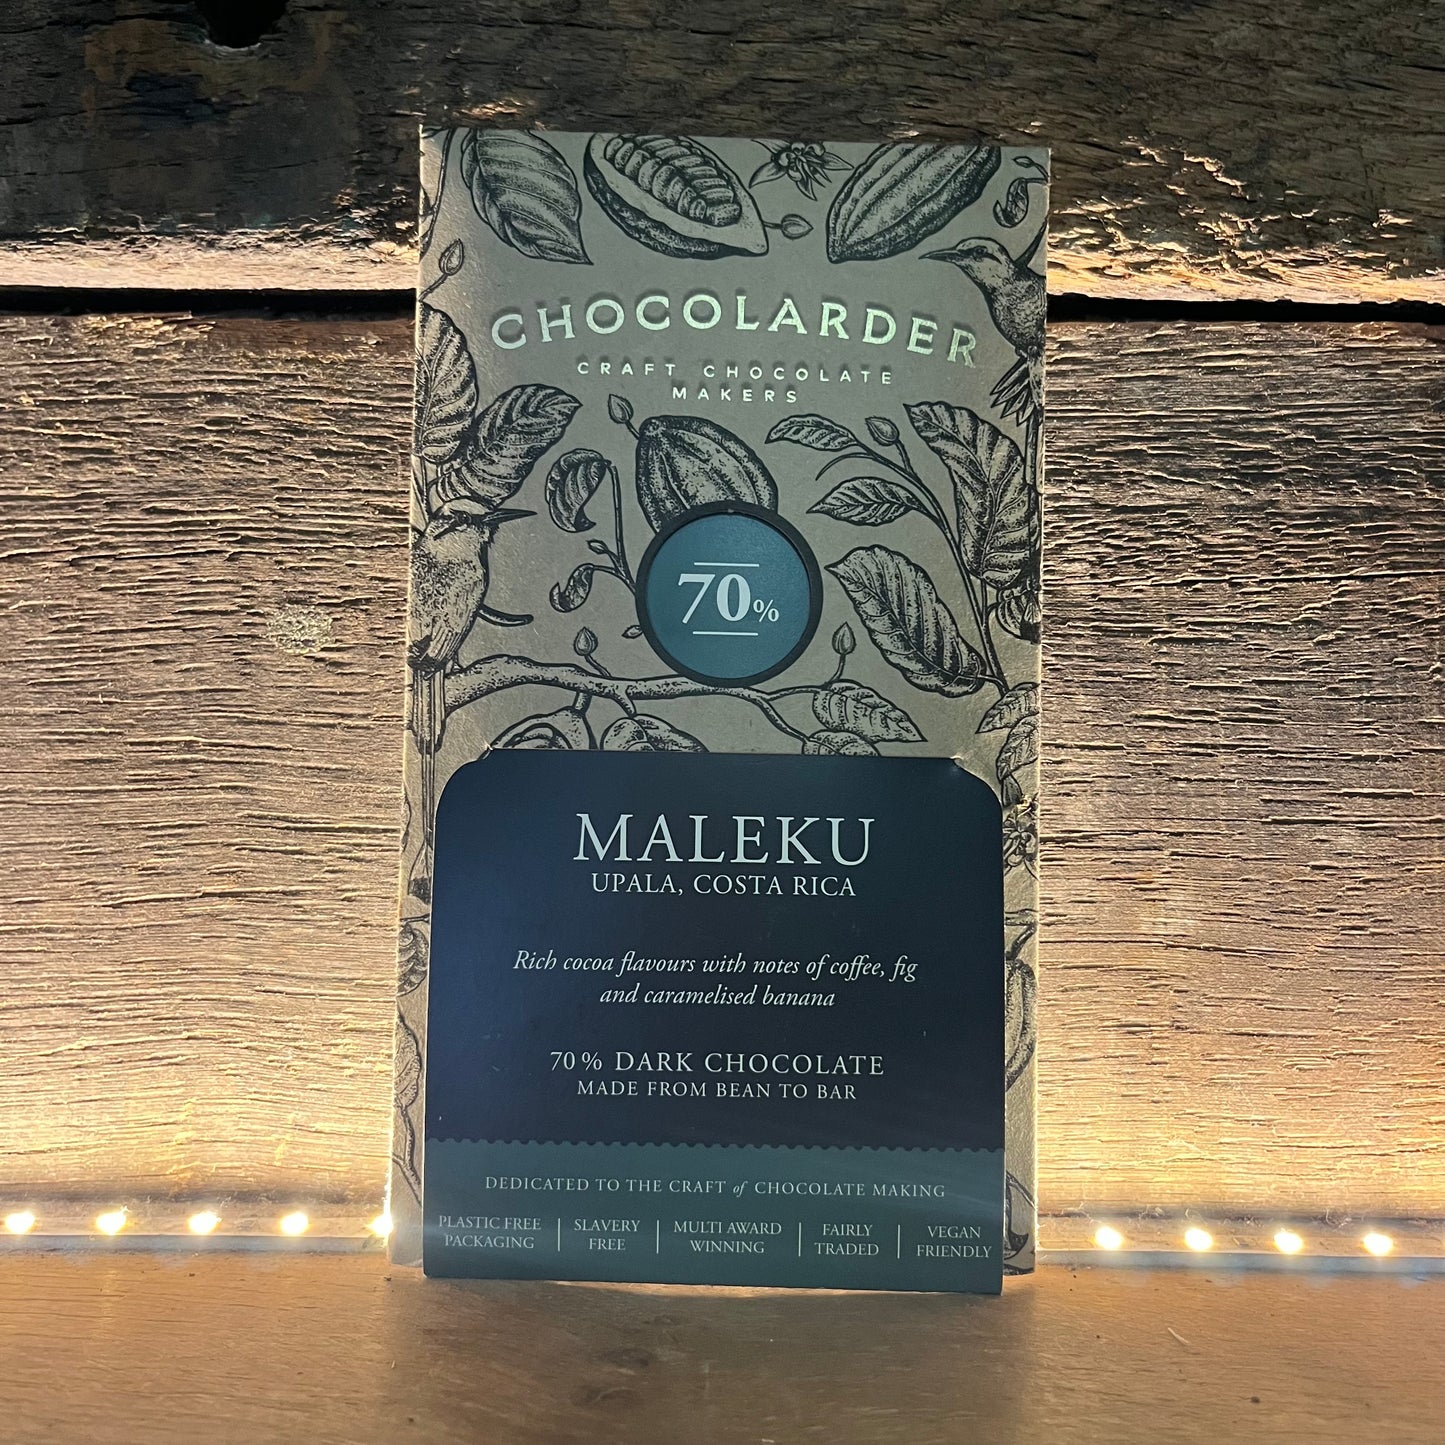 CHOCOLARDER
CRAFT CHOCOLATE
MAKERS
70%
MALEKU
UPALA, COSTA RICA
Rich cocoa flavours with notes of coffee, fig
and caramelised banana
70% DARK CHOCOLATE
MADE FROM BEAN TO BAR
DEDICATED TO THE CRAFT of CHOCOLATE MAKING
PLASTIC FREE
PACKAGING
SLAVERY
FREE
MULTI AWARD
WINNING
FAIRLY
TRADED
VEGAN
FRIENDLY